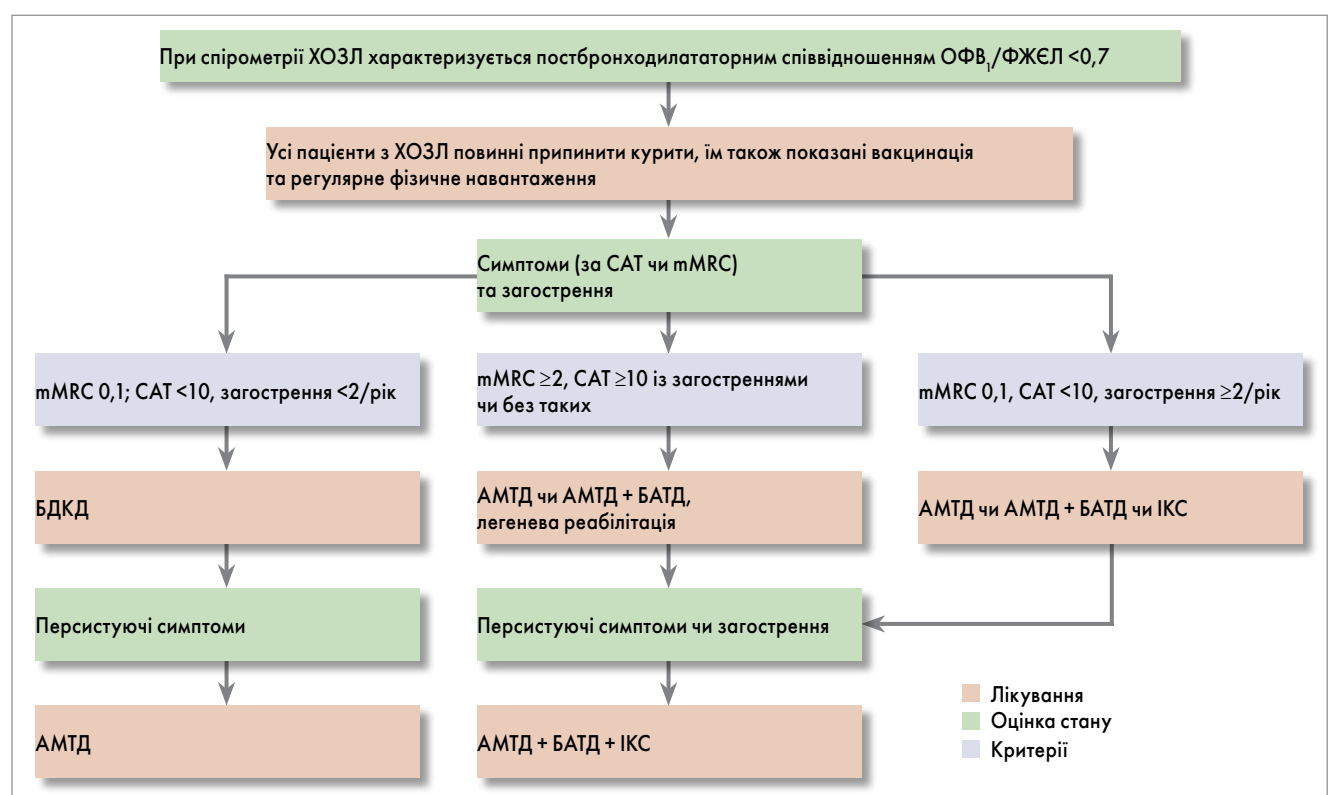 При спірометрії ХОЗЛ характеризується постбронходилататорним співвідношенням ОФВ₁/ФЖЄЛ <0,7
Усі пацієнти з ХОЗЛ повинні припинити курити, їм також показані вакцинація
та регулярне фізичне навантаження
Симптоми (за CAT чи mMRC)
та загострення
mMRC 0,1; CAT <10, загострення <2/рік
mMRC ≥2, CAT ≥10 із загостреннями
чи без таких
mMRC 0,1, CAT <10, загострення ≥2/рік
БДКД
АМТД чи АМТД + БАТД,
легенева реабілітація
АМТД чи АМТД + БАТД чи ІКС
Персистуючі симптоми
Персистуючі симптоми чи загострення
АМТД
АМТД + БАТД + ІКС
Лікування
Оцінка стану
Критерії